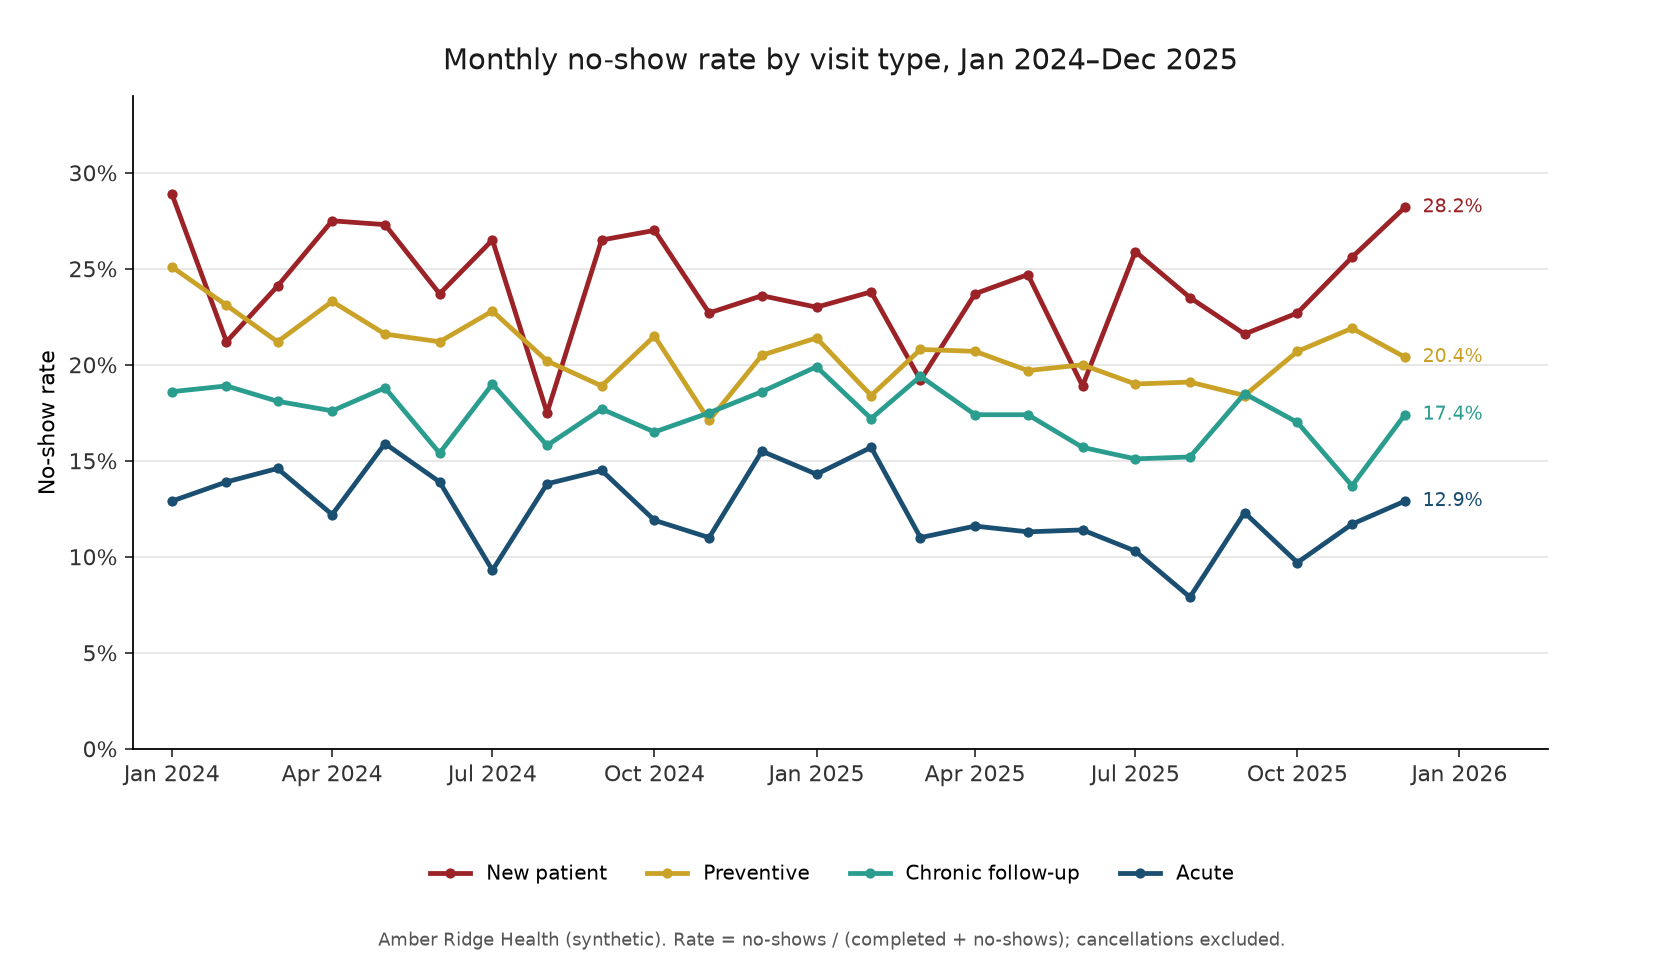 Monthly no-show rate by visit type, Jan 2024–Dec 2025
No-show rate
30%
25%
20%
15%
10%
5%
0%
28.2%
20.4%
17.4%
12.9%
Jan 2024 Apr 2024 Jul 2024 Oct 2024 Jan 2025 Apr 2025 Jul 2025 Oct 2025 Jan 2026
New patient Preventive Chronic follow-up Acute
Amber Ridge Health (synthetic). Rate = no-shows / (completed + no-shows); cancellations excluded.